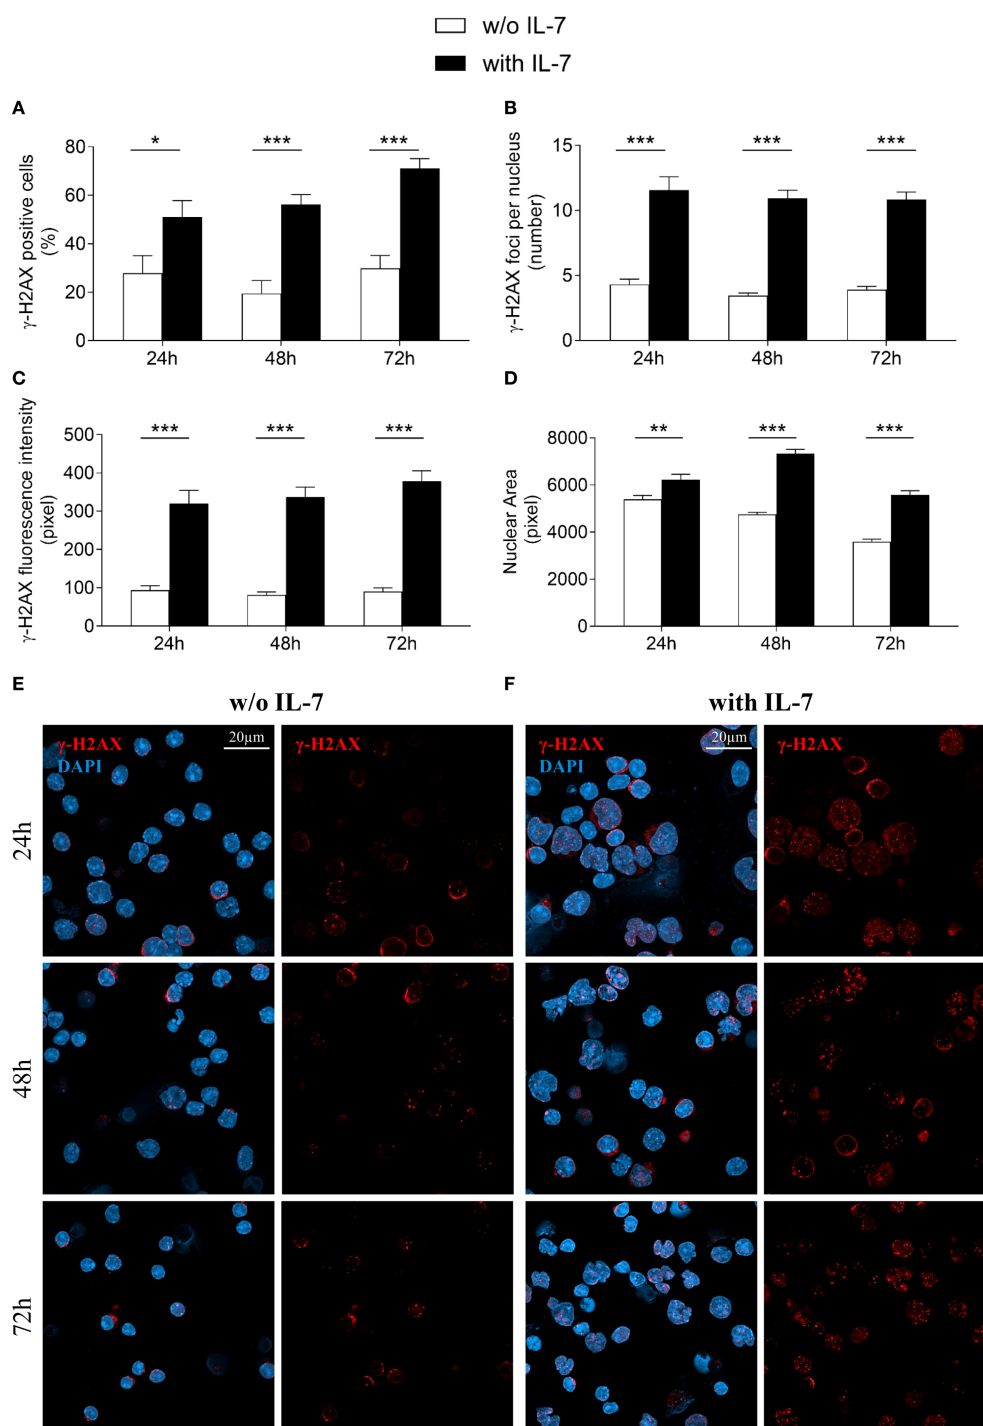 w/o IL-7
with IL-7
A
γ-H2AX positive cells
(%)
80
60
40
20
0
*
***
***
24h
48h
72h
B
γ-H2AX foci per nucleus
(number)
15
10
5
0
***
***
***
24h
48h
72h
C
γ-H2AX fluorescence intensity
(pixel)
500
400
300
200
100
0
***
***
***
24h
48h
72h
D
Nuclear Area
(pixel)
8000
6000
4000
2000
0
**
***
***
24h
48h
72h
E
w/o IL-7
F
with IL-7
24h
γ-H2AX
DAPI
20μm
γ-H2AX
γ-H2AX
DAPI
20μm
γ-H2AX
48h
72h